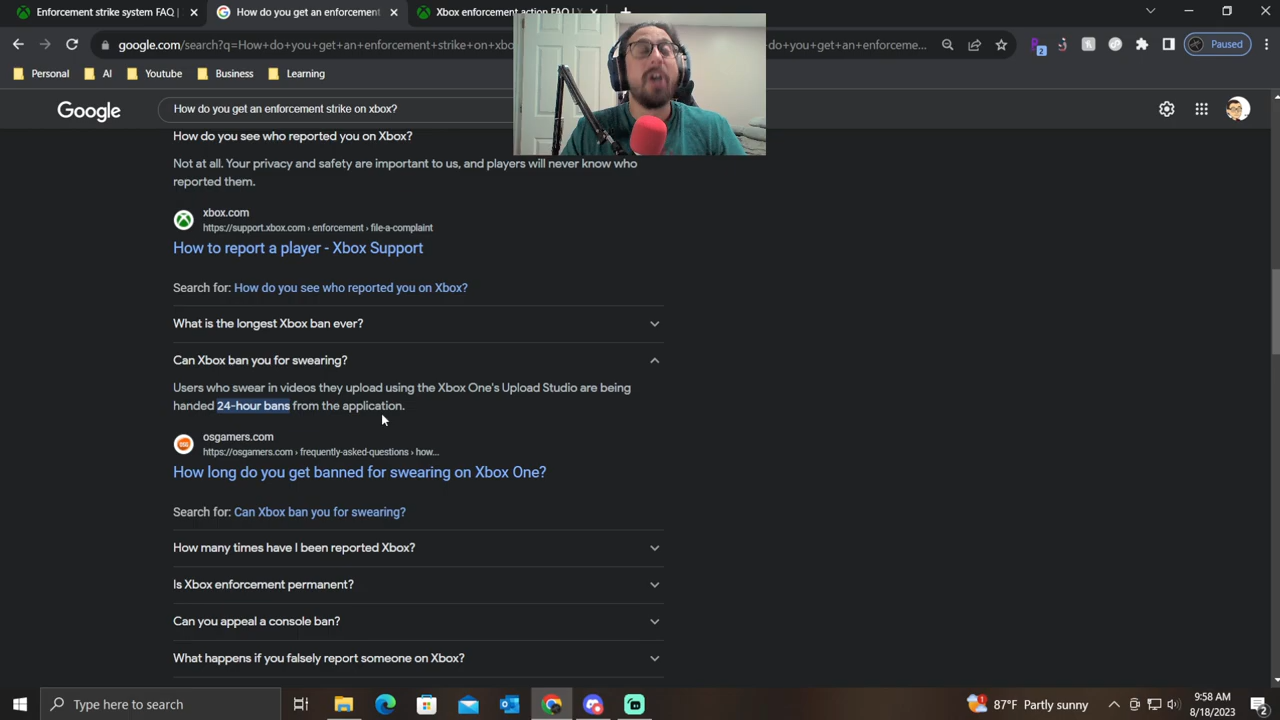 Enforcement strike system FAQ |
How do you get an enforcement
Xbox enforcement action FAQ |
google.com/search?q=How+do+you+get+an+enforcement+strike+on+xbo
do+you+get+an+enforceme...
2
Paused
Personal
AI
Youtube
Business
Learning
Google
How do you get an enforcement strike on xbox?
How do you see who reported you on Xbox?
Not at all. Your privacy and safety are important to us, and players will never know who
reported them.
xbox.com
https://support.xbox.com › enforcement › file-a-complaint
How to report a player - Xbox Support
Search for: How do you see who reported you on Xbox?
What is the longest Xbox ban ever?
Can Xbox ban you for swearing?
Users who swear in videos they upload using the Xbox One's Upload Studio are being
handed 24-hour bans from the application.
osgamers.com
https://osgamers.com › frequently-asked-questions › how...
How long do you get banned for swearing on Xbox One?
Search for: Can Xbox ban you for swearing?
How many times have I been reported Xbox?
Is Xbox enforcement permanent?
Can you appeal a console ban?
What happens if you falsely report someone on Xbox?
Type here to search
87°F Partly sunny
9:58 AM
8/18/2023
2